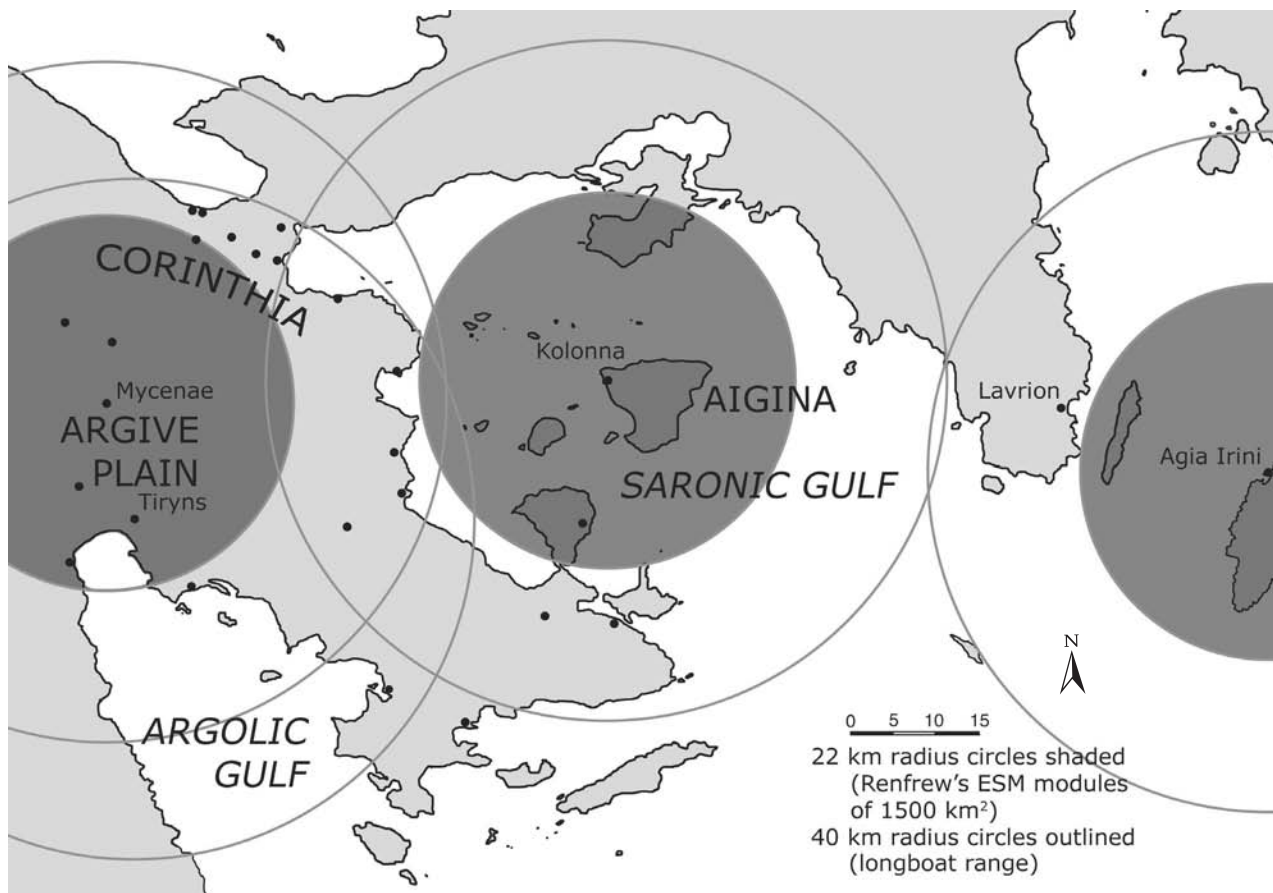 CORINTHIA
Mycenae
ARGIVE
PLAIN
Tiryns
Kolonna
AIGINA
SARONIC GULF
Lavrion
Agia Irini
ARGOLIC
GULF
N
0 5 10 15
22 km radius circles shaded
(Renfrew’s ESM modules
of 1500 km²)
40 km radius circles outlined
(longboat range)